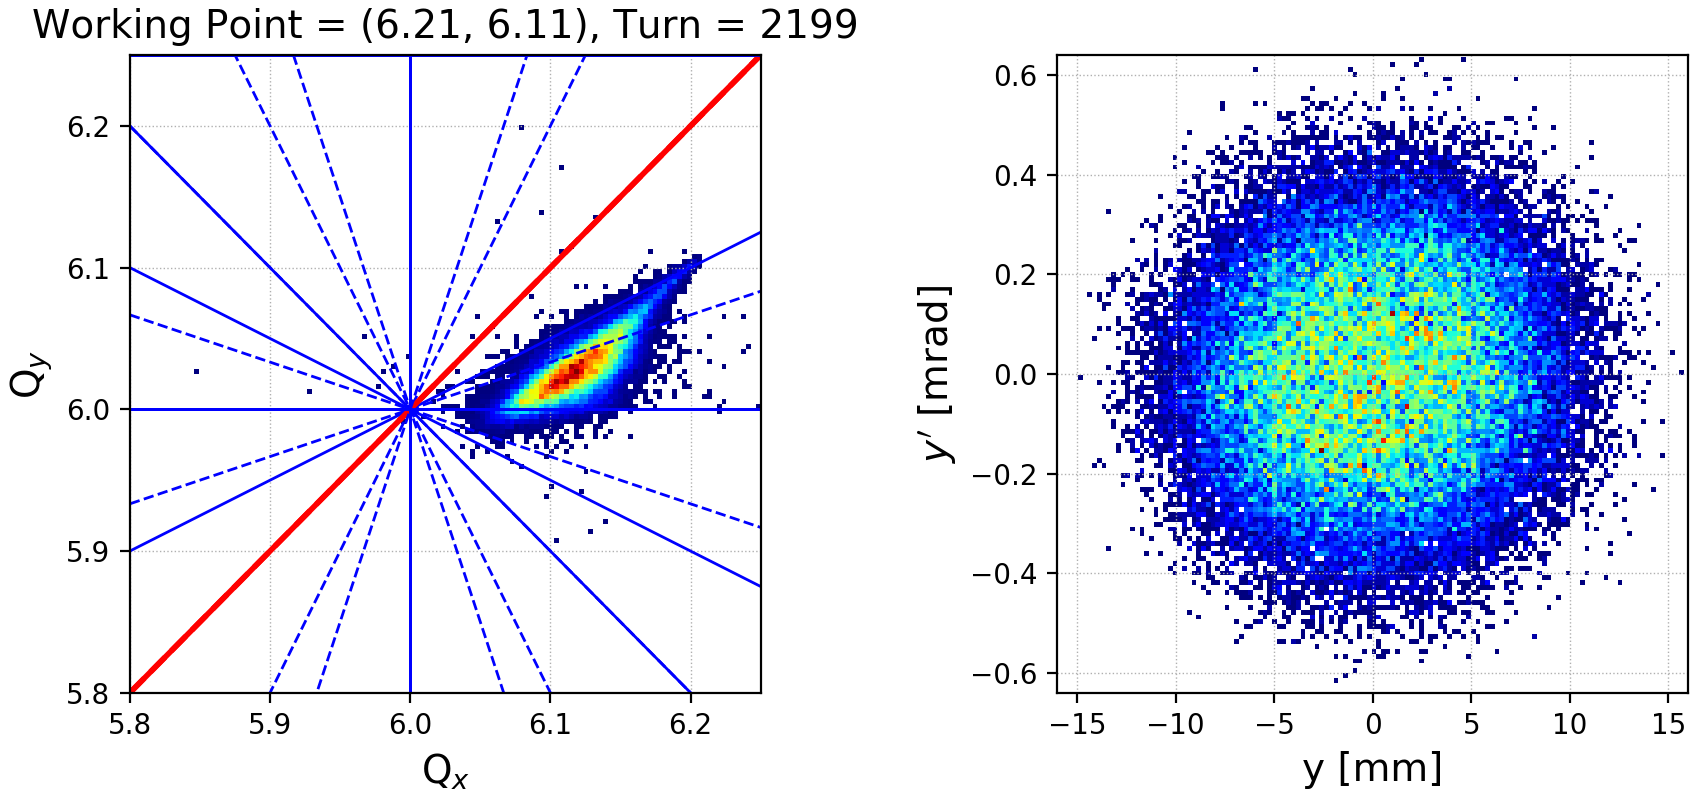 Working Point = (6.21, 6.11), Turn = 2199
6.2
6.1
6.0
5.9
5.8
Q_y
5.8 5.9 6.0 6.1 6.2
Q_x
0.6
0.4
0.2
0.0
−0.2
−0.4
−0.6
y′ [mrad]
−15 −10 −5 0 5 10 15
y [mm]